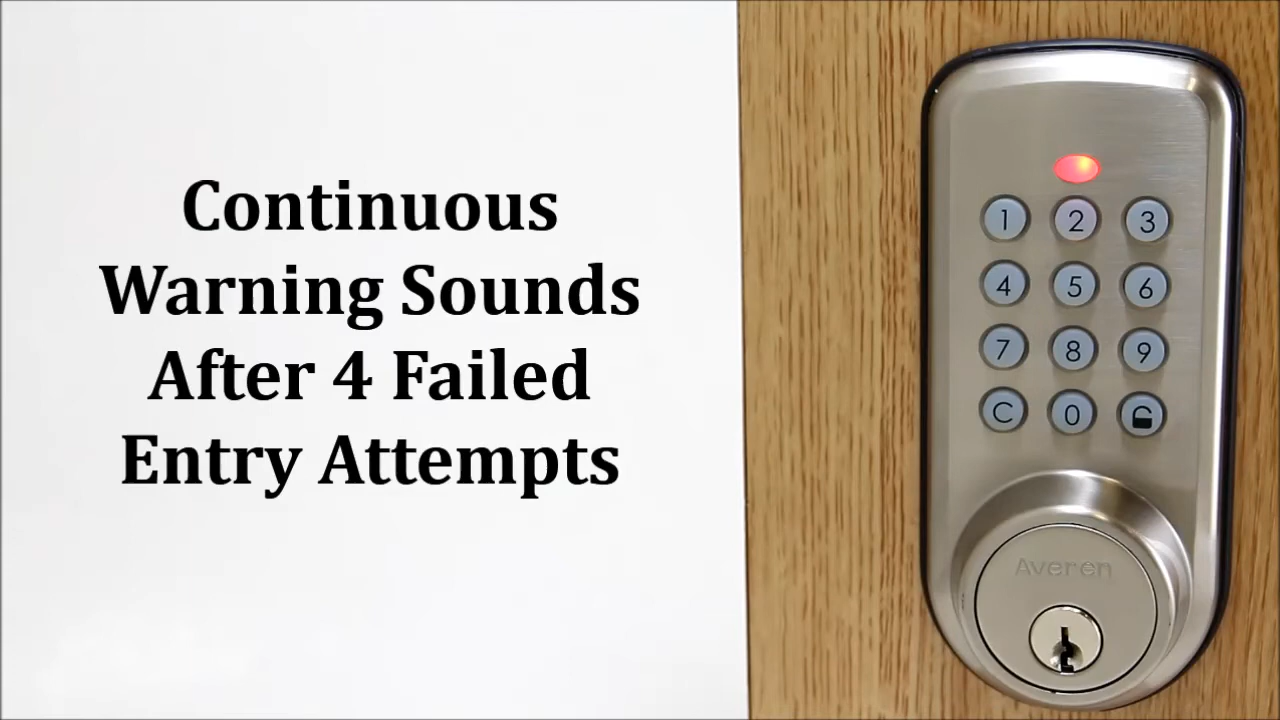 Continuous
Warning Sounds
After 4 Failed
Entry Attempts
1 2 3
4 5 6
7 8 9
C 0
Averen